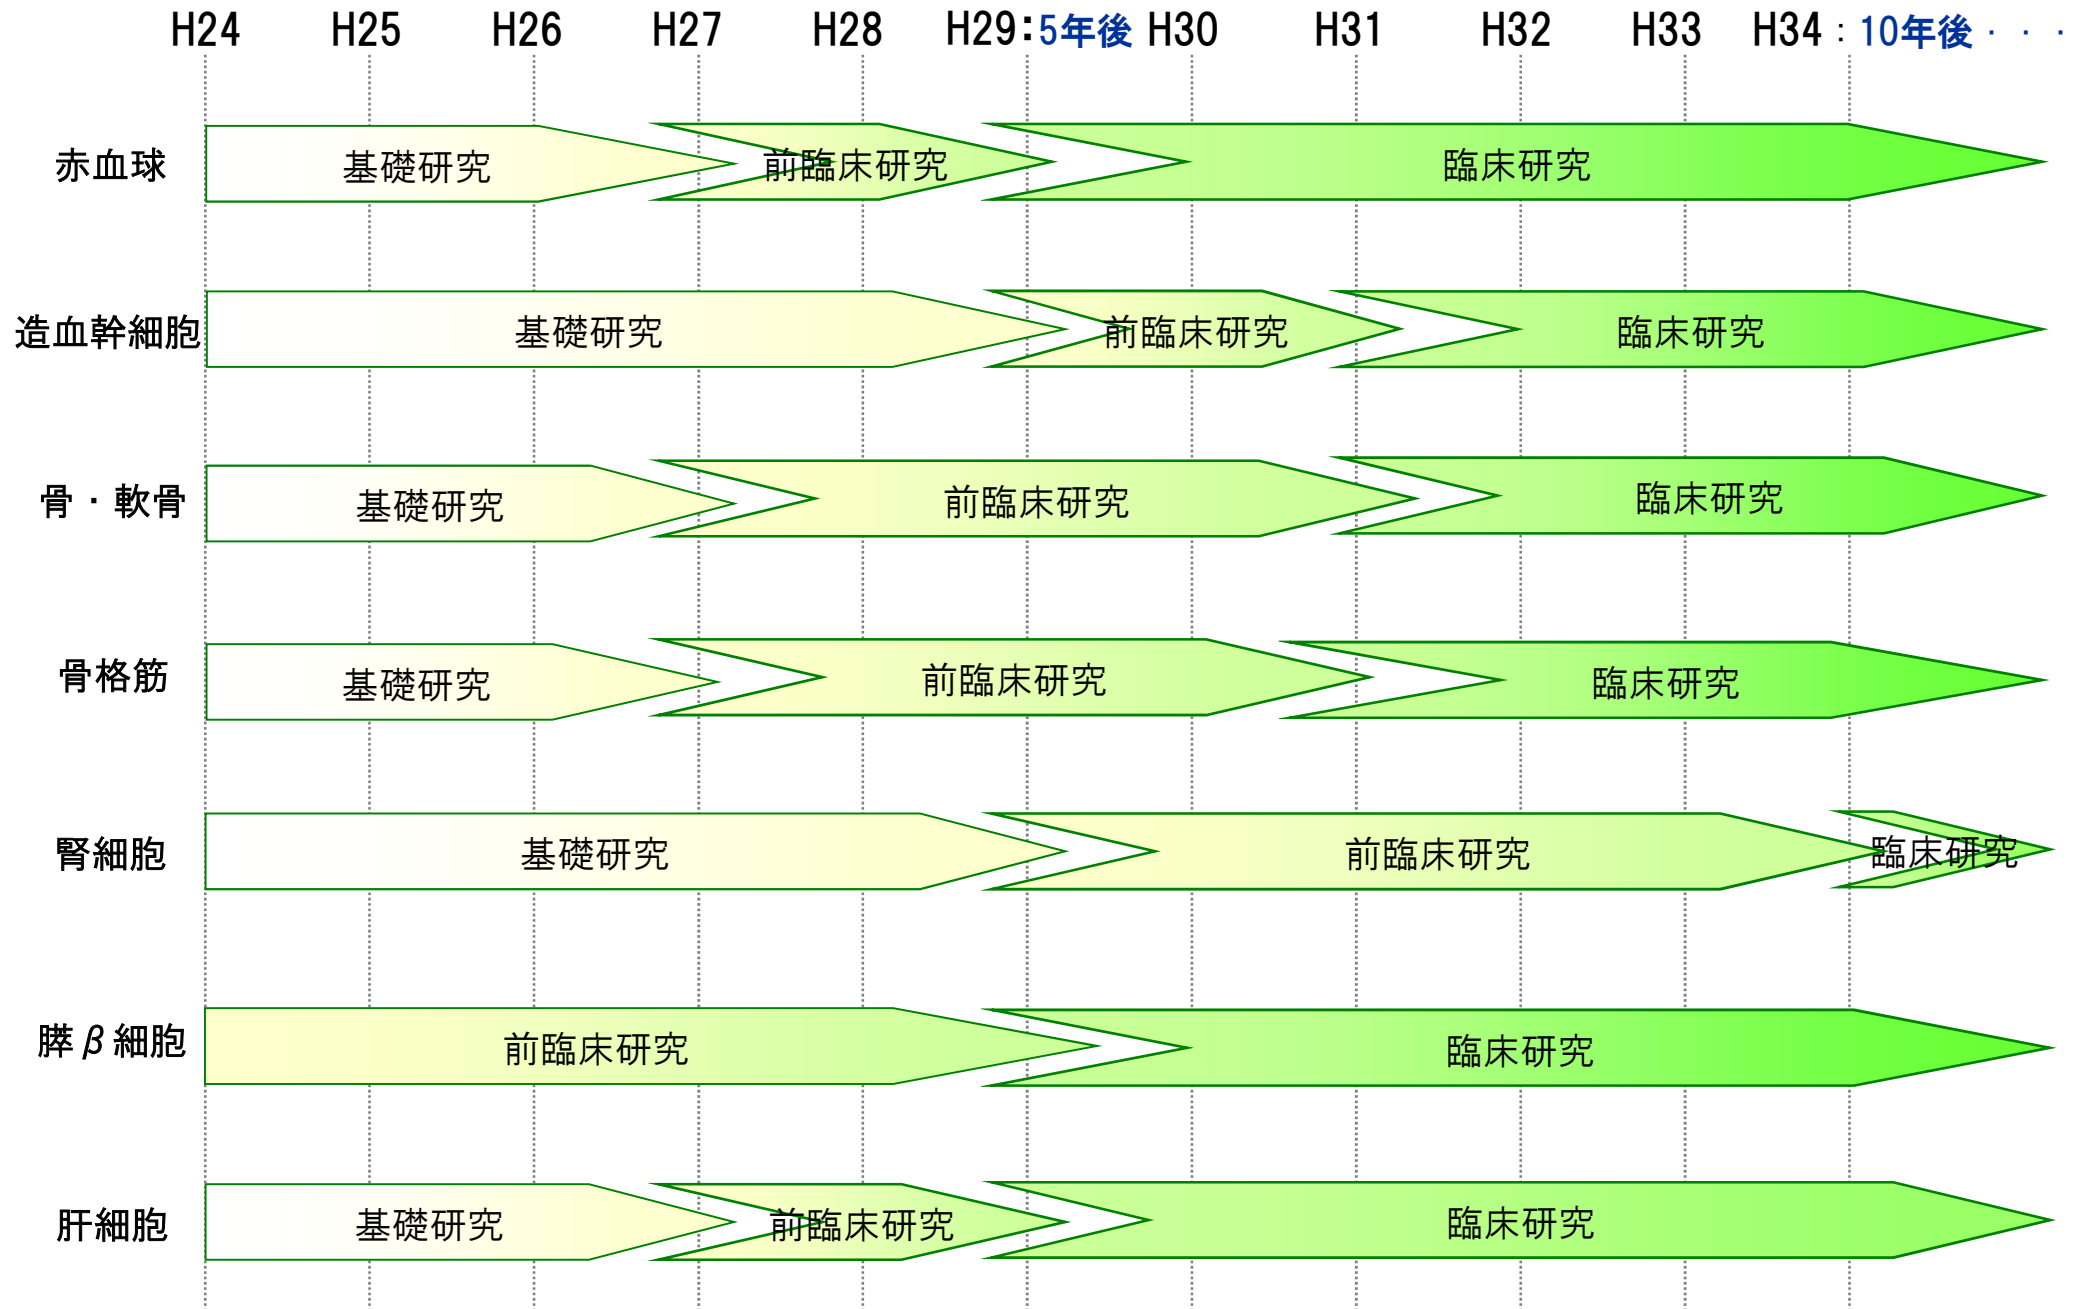 H24 H25 H26 H27 H28 H29:5年後 H30 H31 H32 H33 H34:10年後・・・
赤血球 基礎研究 前臨床研究 臨床研究
造血幹細胞 基礎研究 前臨床研究 臨床研究
骨・軟骨 基礎研究 前臨床研究 臨床研究
骨格筋 基礎研究 前臨床研究 臨床研究
腎細胞 基礎研究 前臨床研究 臨床研究
膵β細胞 前臨床研究 臨床研究
肝細胞 基礎研究 前臨床研究 臨床研究